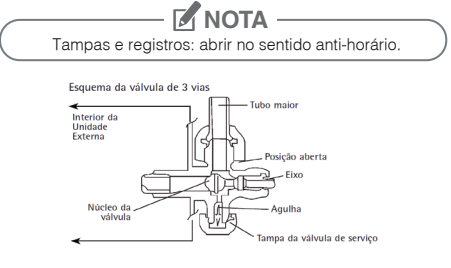 NOTA
Tampas e registros: abrir no sentido anti-horário.
Esquema da válvula de 3 vias
Tubo maior
Interior da
Unidade
Externa
Posição aberta
Eixo
Núcleo da
válvula
Agulha
Tampa da válvula de serviço